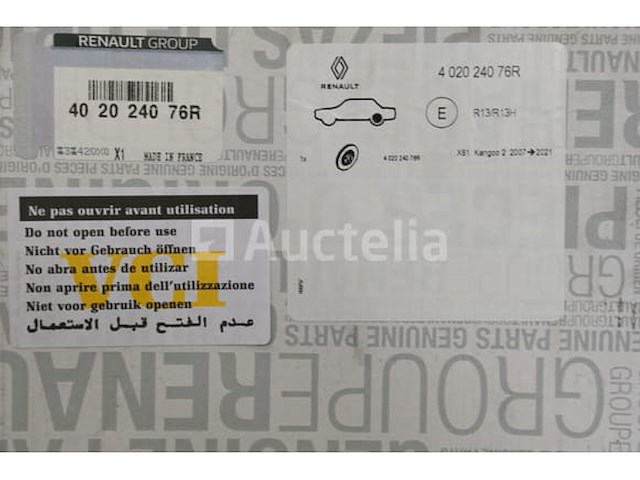 RENAULT GROUP
40 20 240 76R
X1 MADE IN FRANCE
RENAULT
4 020 240 76R
E R13/R13H
1x 4 020 240 76R X61: Kangoo 2 2007➔2021
Auctelia
VGI
Ne pas ouvrir avant utilisation
Do not open before use
Nicht vor Gebrauch öffnen
No abra antes de utilizar
Non aprire prima dell'utilizzazione
Niet voor gebruik openen
عدم الفتح قبل الاستعمال
GENUINE PARTS
GROUPERENAU